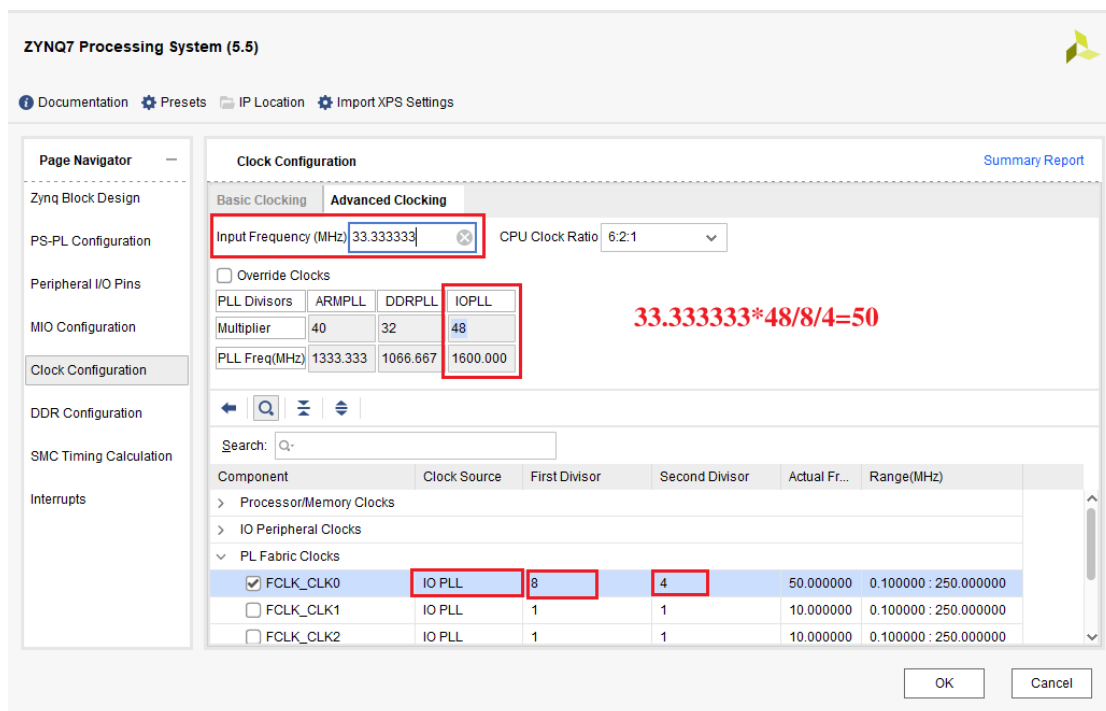 ZYNQ7 Processing System (5.5)
Documentation Presets IP Location Import XPS Settings
Page Navigator
Zynq Block Design
PS-PL Configuration
Peripheral I/O Pins
MIO Configuration
Clock Configuration
DDR Configuration
SMC Timing Calculation
Interrupts
Clock Configuration Summary Report
Basic Clocking Advanced Clocking
Input Frequency (MHz) 33.333333 CPU Clock Ratio 6:2:1
Override Clocks
PLL Divisors ARMPLL DDRPLL IOPLL
Multiplier 40 32 48
PLL Freq(MHz) 1333.333 1066.667 1600.000
33.333333*48/8/4=50
Search: Q-
Component Clock Source First Divisor Second Divisor Actual Fr... Range(MHz)
Processor/Memory Clocks
IO Peripheral Clocks
PL Fabric Clocks
FCLK_CLK0 IO PLL 8 4 50.000000 0.100000 : 250.000000
FCLK_CLK1 IO PLL 1 1 10.000000 0.100000 : 250.000000
FCLK_CLK2 IO PLL 1 1 10.000000 0.100000 : 250.000000
OK Cancel